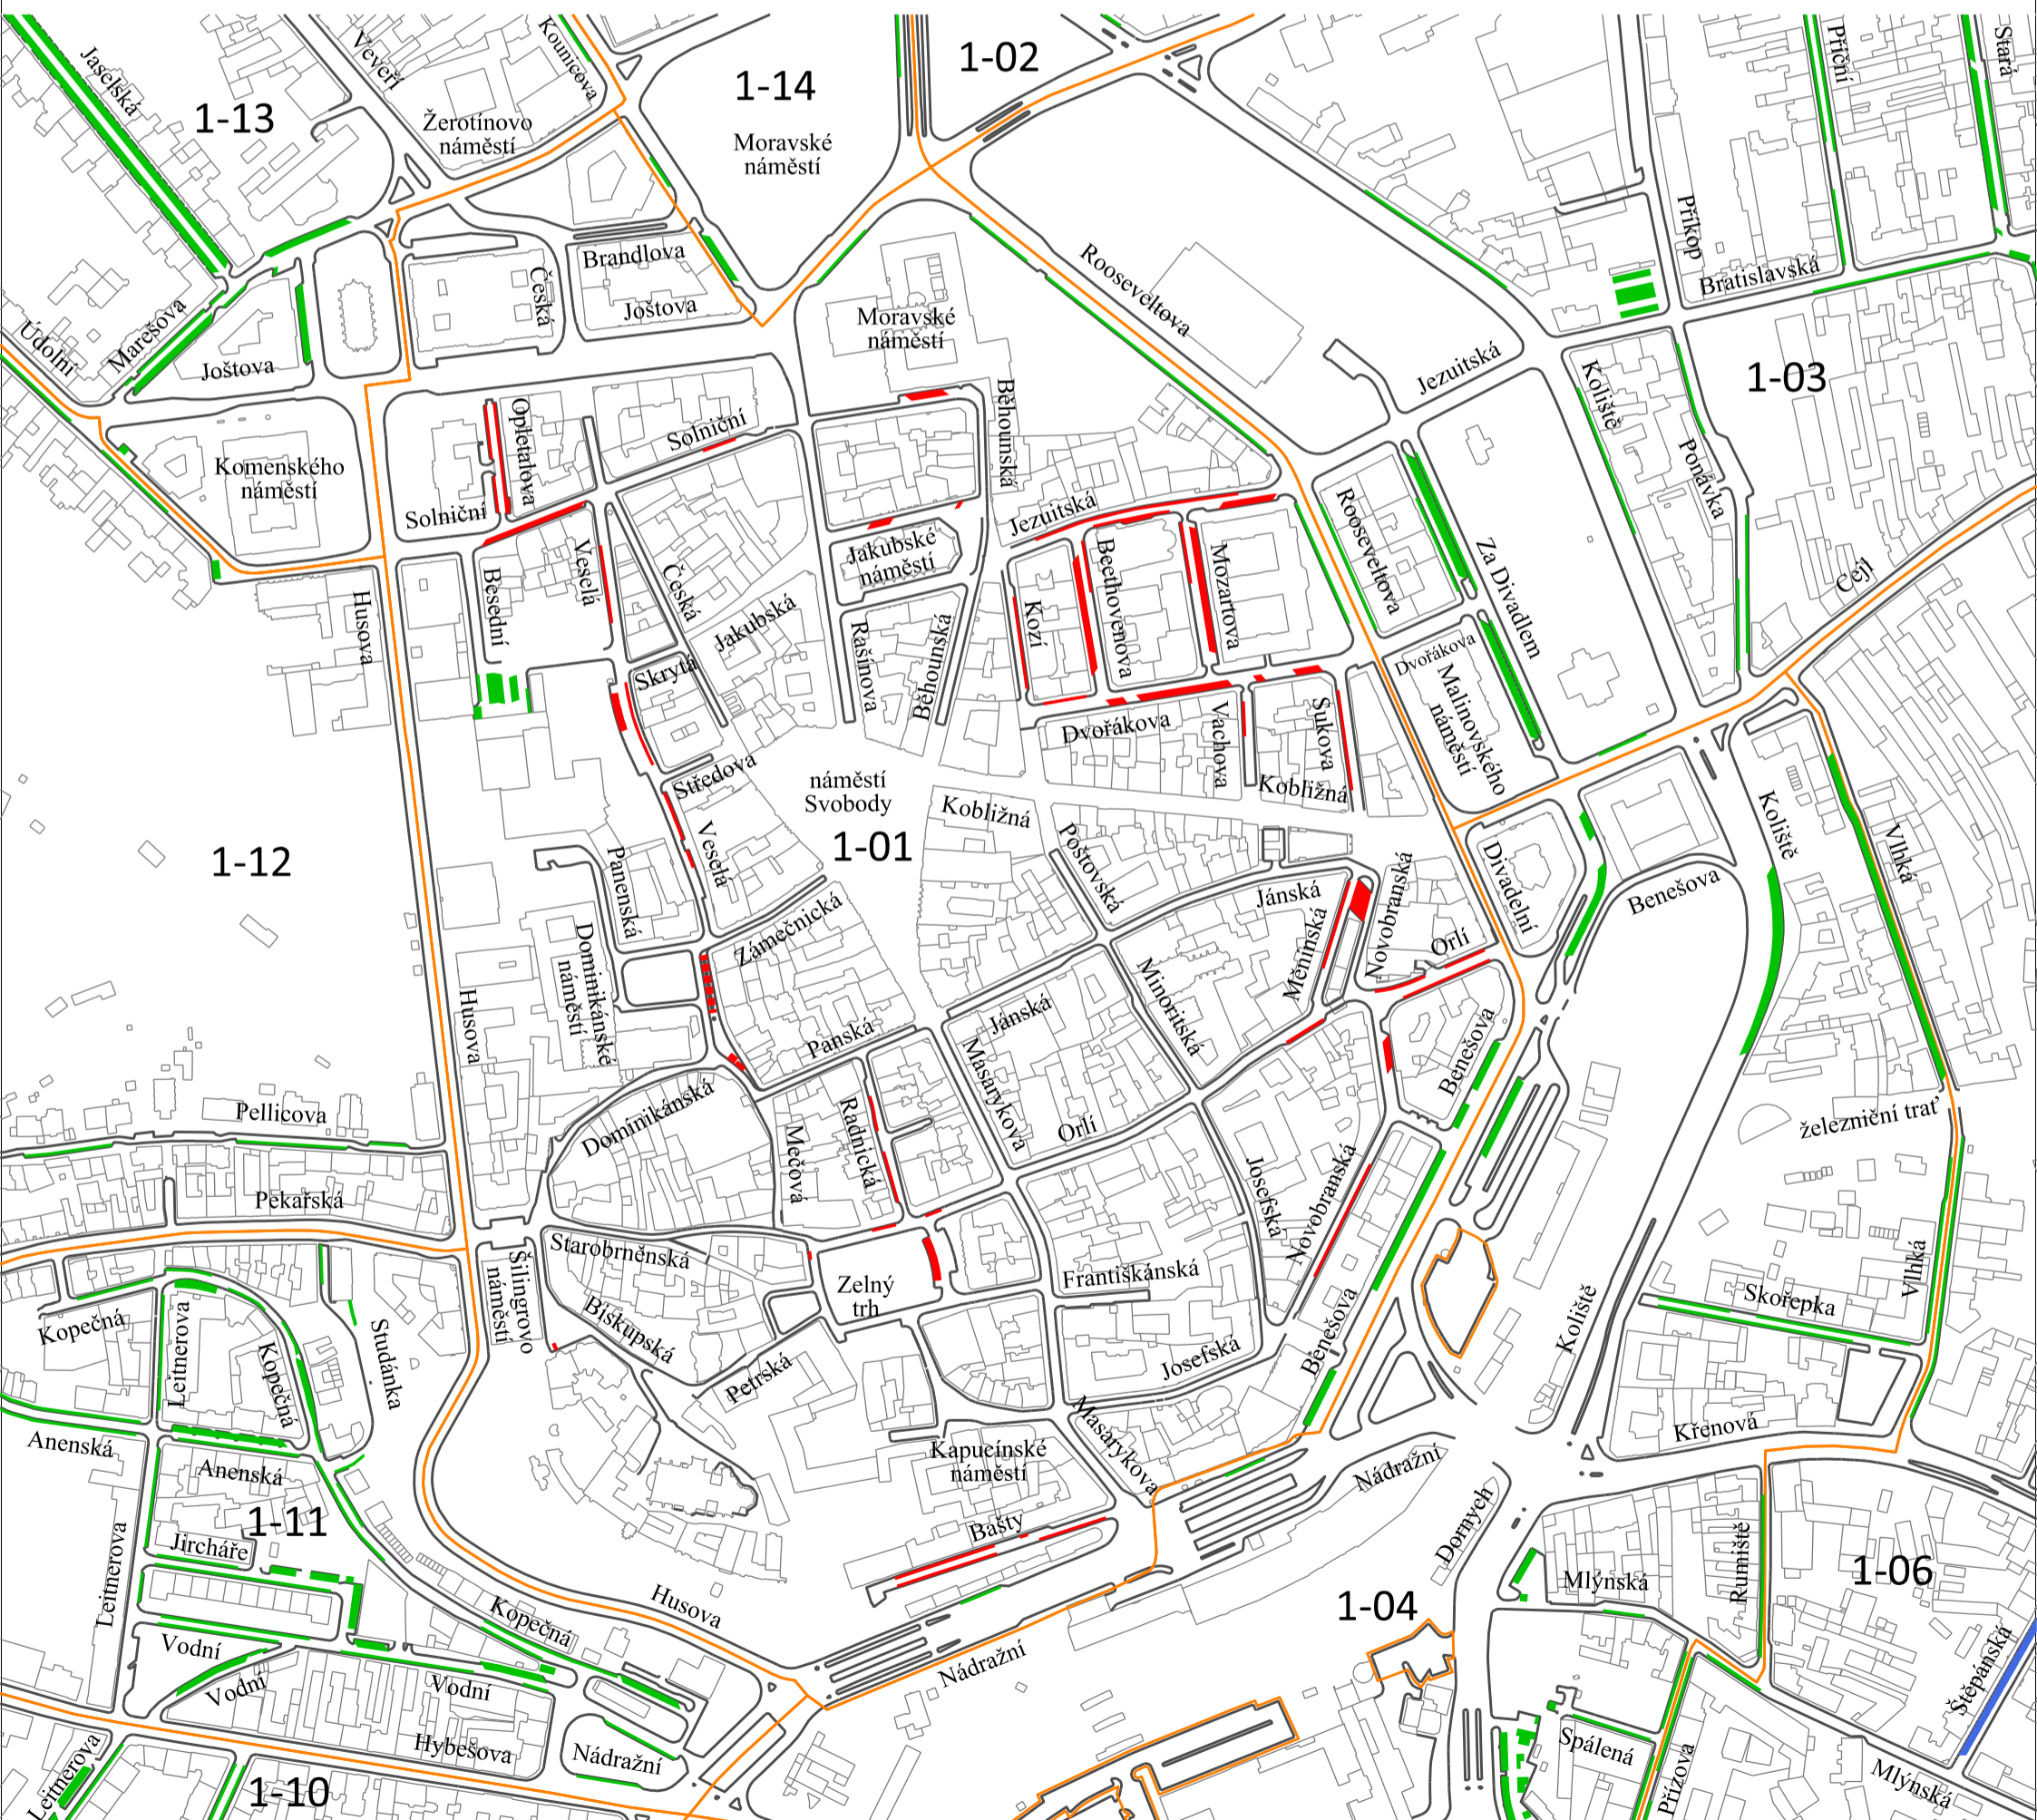 1-02
1-14
1-13
1-03
1-01
1-12
1-11
1-10
1-04
1-06
Jaselská
Veveří
Kounicova
Žerotínovo
náměstí
Moravské
náměstí
Příční
Stará
Příkop
Bratislavská
Brandlova
Česká
Joštova
Moravské
náměstí
Rooseveltova
Údolní
Marešova
Joštova
Jezuitská
Koliště
Ponávka
Cejl
Komenského
náměstí
Opletalova
Solniční
Solniční
Běhounská
Jezuitská
Rooseveltova
Za Divadlem
Husova
Besední
Veselá
Česká
Jakubská
Jakubské
náměstí
Rašínova
Běhounská
Kozí
Beethovenova
Mozartova
Dvořákova
Malinovského
náměstí
Skrytá
Dvořákova
Vachova
Sukova
Kobližná
Středova
náměstí
Svobody
Kobližná
Poštovská
Veselá
Panenská
Zámečnická
Dominikánské
náměstí
Husova
Jánská
Měnínská
Novobranská
Orlí
Divadelní
Benešova
Koliště
Vlhká
Minoritská
Jánská
Panská
Masarykova
Benešova
Pellicova
Pekařská
Dominikánská
Mečová
Radnická
Orlí
Josefská
Novobranská
železniční trať
Vlhká
Skořepka
Koliště
Křenová
Šilingrovo
náměstí
Starobrněnská
Biskupská
Petrská
Zelný
trh
Františkánská
Josefská
Benešova
Masarykova
Kapucínské
náměstí
Bašty
Nádražní
Dornych
Kopečná
Leitnerova
Kopečná
Studánka
Anenská
Anenská
Jircháře
Leitnerova
Vodní
Vodní
Vodní
Kopečná
Husova
Hybešova
Nádražní
Nádražní
Leitnerova
Mlýnská
Rumiště
Štěpánská
Spálená
Přízova
Mlýnská